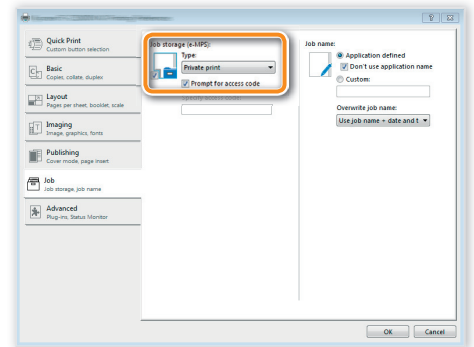 Quick Print
Custom button selection
Basic
Copies, collate, duplex
Layout
Pages per sheet, booklet, scale
Imaging
Image, graphics, fonts
Publishing
Cover mode, page insert
Job
Job storage, job name
Advanced
Plug-ins, Status Monitor
Job storage (e-MPS):
Type:
Private print
Prompt for access code
Specify access code:
Job name:
Application defined
Don't use application name
Custom:
Overwrite job name:
Use job name + date and t
OK
Cancel